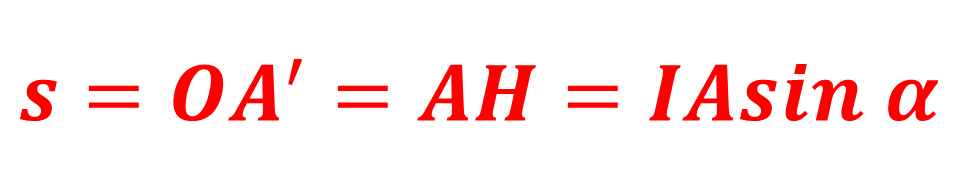 s = OA′ = AH = IAsin α